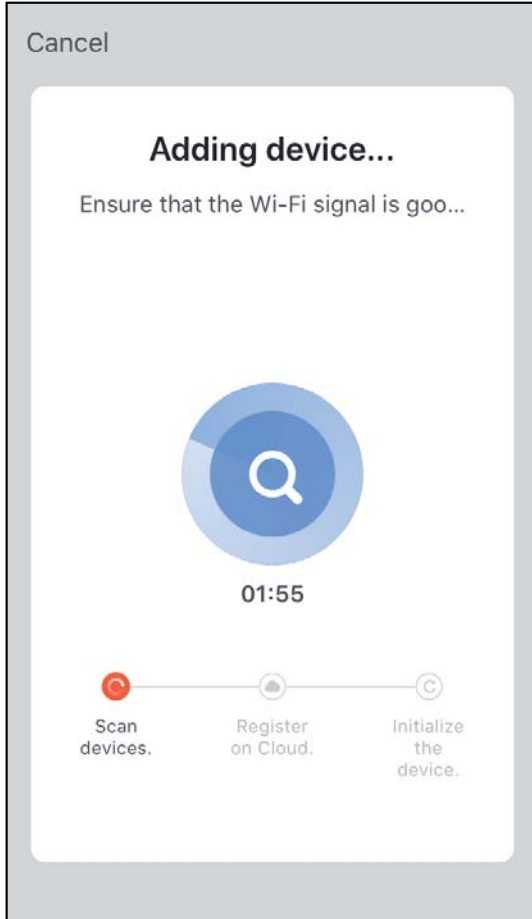 Cancel
Adding device...
Ensure that the Wi-Fi signal is goo...
01:55
Scan
devices.
Register
on Cloud.
Initialize
the
device.